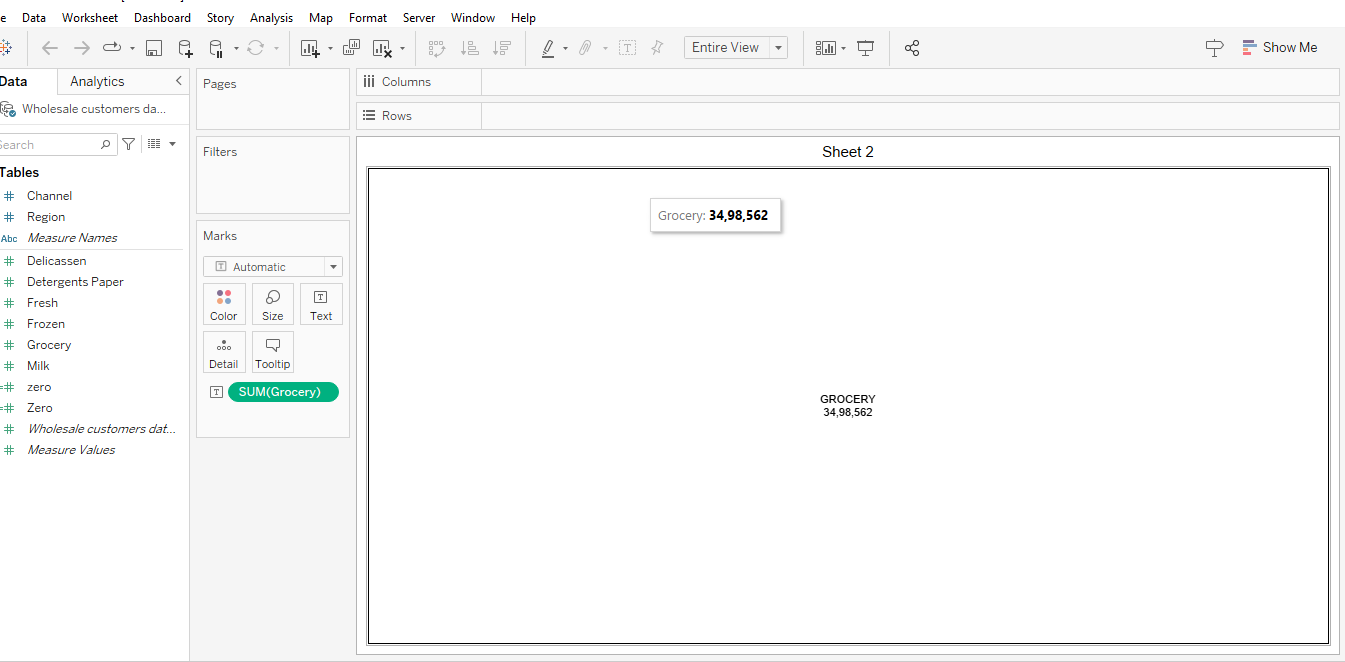 e Data Worksheet Dashboard Story Analysis Map Format Server Window Help
Entire View
Show Me
Data Analytics
Wholesale customers da...
Search
Tables
Channel
Region
Abc Measure Names
Delicassen
Detergents Paper
Fresh
Frozen
Grocery
Milk
zero
Zero
Wholesale customers dat...
Measure Values
Pages
Filters
Marks
Automatic
Color Size Text
Detail Tooltip
SUM(Grocery)
Columns
Rows
Sheet 2
Grocery: 34,98,562
GROCERY
34,98,562